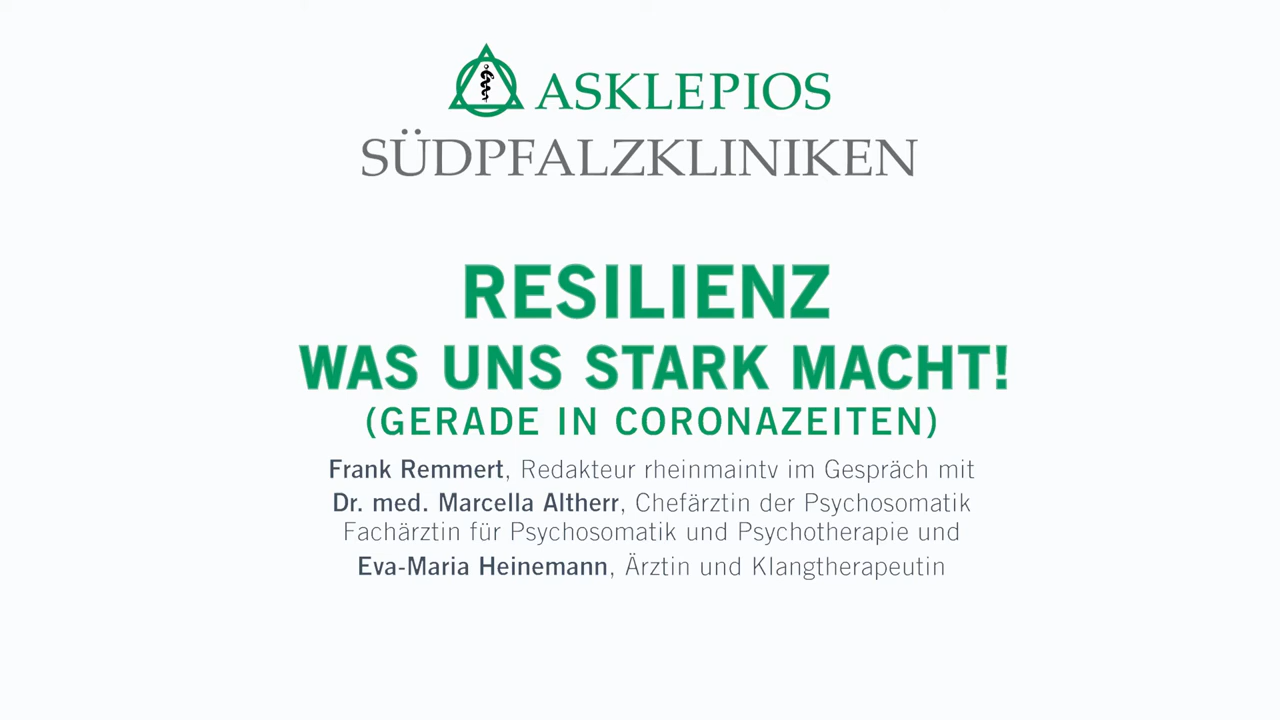 ASKLEPIOS
SÜDPFALZKLINIKEN
RESILIENZ
WAS UNS STARK MACHT!
(GERADE IN CORONAZEITEN)
Frank Remmert, Redakteur rheinmaintv im Gespräch mit
Dr. med. Marcella Altherr, Chefärztin der Psychosomatik
Fachärztin für Psychosomatik und Psychotherapie und
Eva-Maria Heinemann, Ärztin und Klangtherapeutin